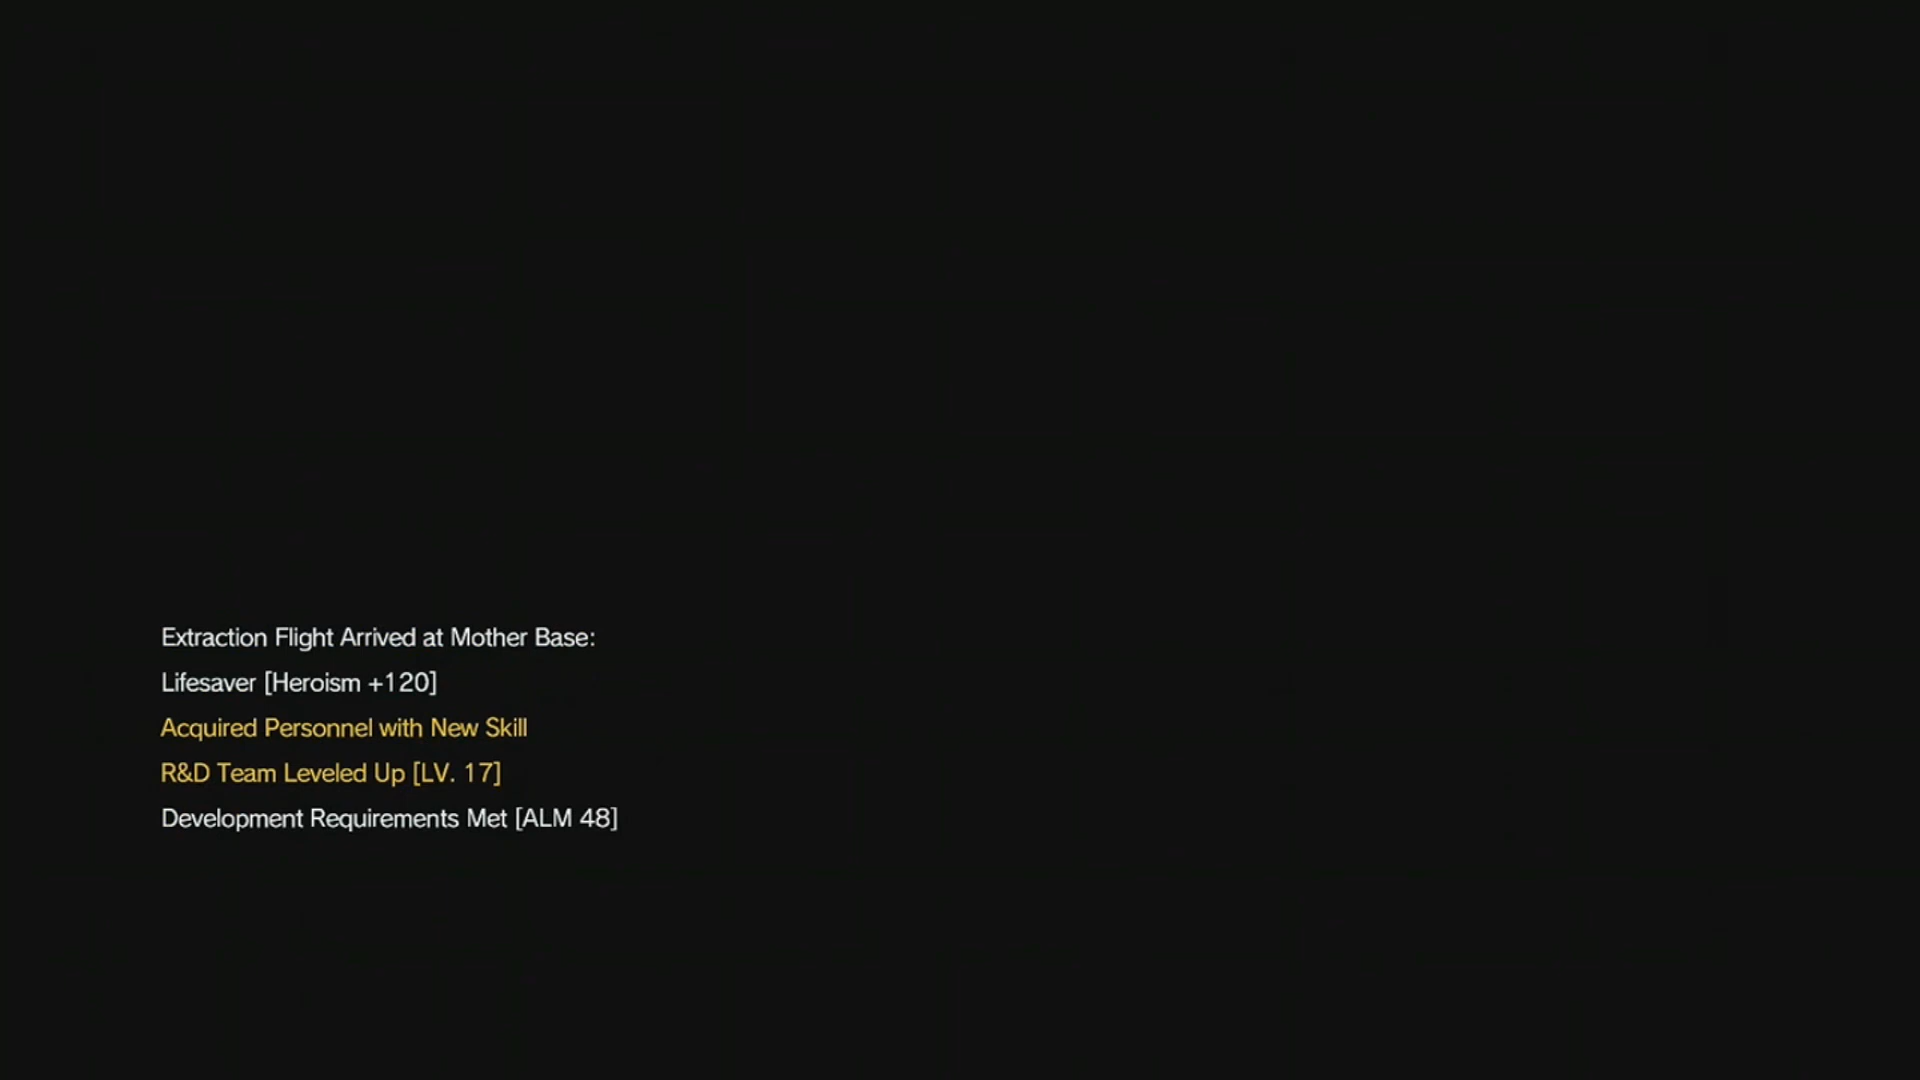 Extraction Flight Arrived at Mother Base:
Lifesaver [Heroism +120]
Acquired Personnel with New Skill
R&D Team Leveled Up [LV. 17]
Development Requirements Met [ALM 48]